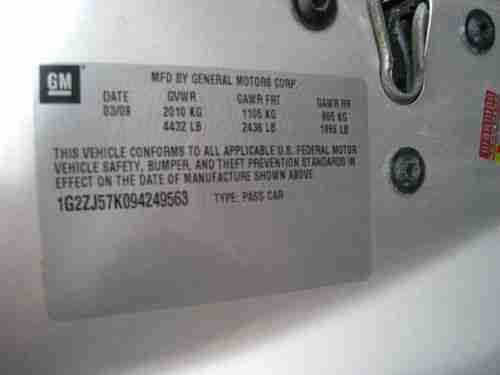 GM
MFD BY GENERAL MOTORS CORP
DATE GVWR GAWR FRT GAWR RR
03/09 2010 KG 1105 KG 905 KG
4432 LB 2436 LB 1995 LB
THIS VEHICLE CONFORMS TO ALL APPLICABLE U.S. FEDERAL MOTOR
VEHICLE SAFETY, BUMPER, AND THEFT PREVENTION STANDARDS IN
EFFECT ON THE DATE OF MANUFACTURE SHOWN ABOVE.
1G2ZJ57K094249563 TYPE: PASS CAR